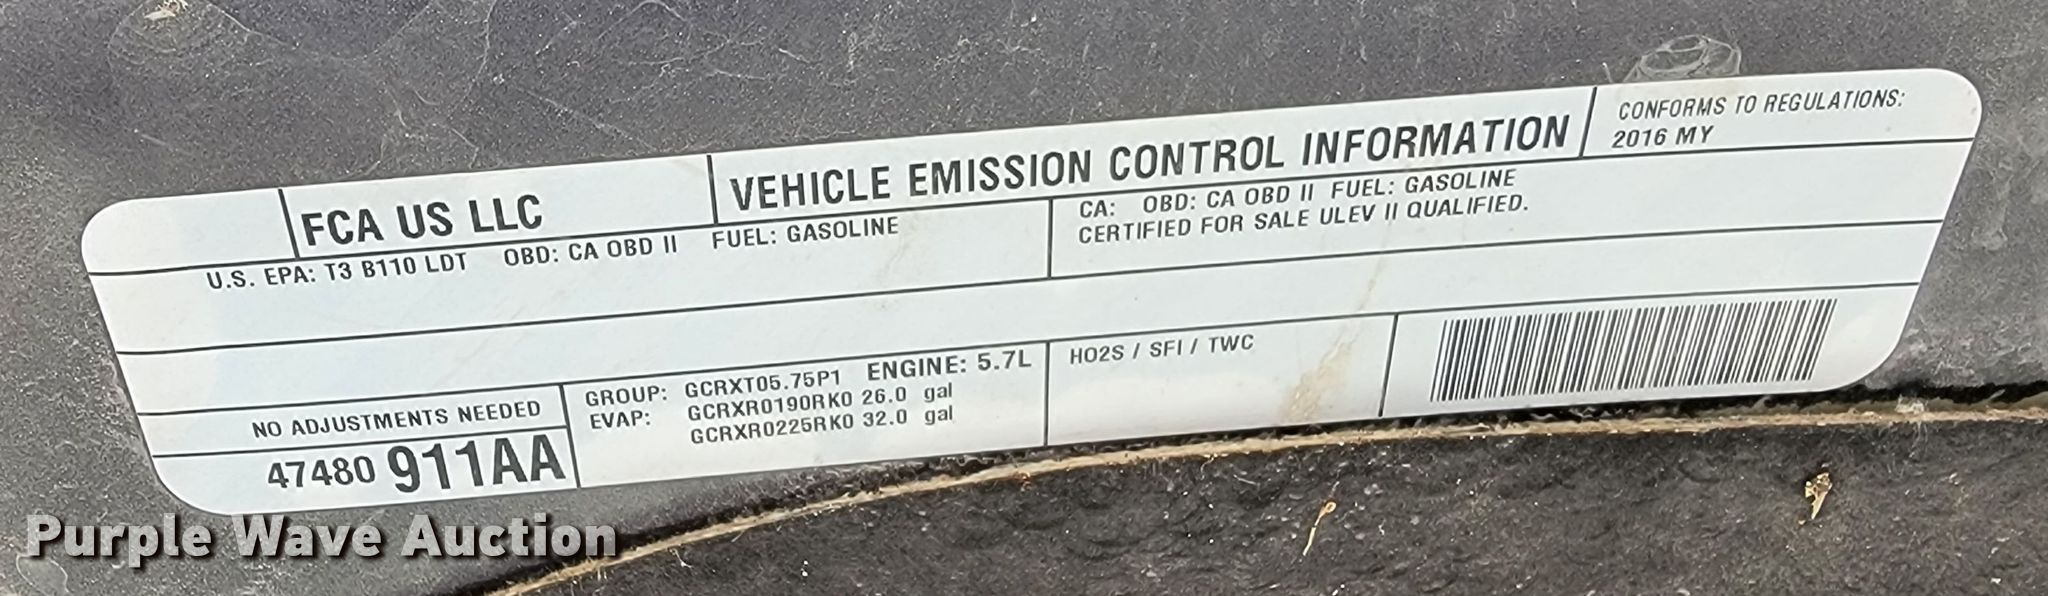 FCA US LLC
VEHICLE EMISSION CONTROL INFORMATION
CONFORMS TO REGULATIONS:
2016 MY
U.S. EPA: T3 B110 LDT OBD: CA OBD II FUEL: GASOLINE
CA: OBD: CA OBD II FUEL: GASOLINE
CERTIFIED FOR SALE ULEV II QUALIFIED.
NO ADJUSTMENTS NEEDED
47480 911AA
GROUP: GCRXT05.75P1 ENGINE: 5.7L
EVAP: GCRXR0190RK0 26.0 gal
GCRXR0225RK0 32.0 gal
HO2S / SFI / TWC
Purple Wave Auction